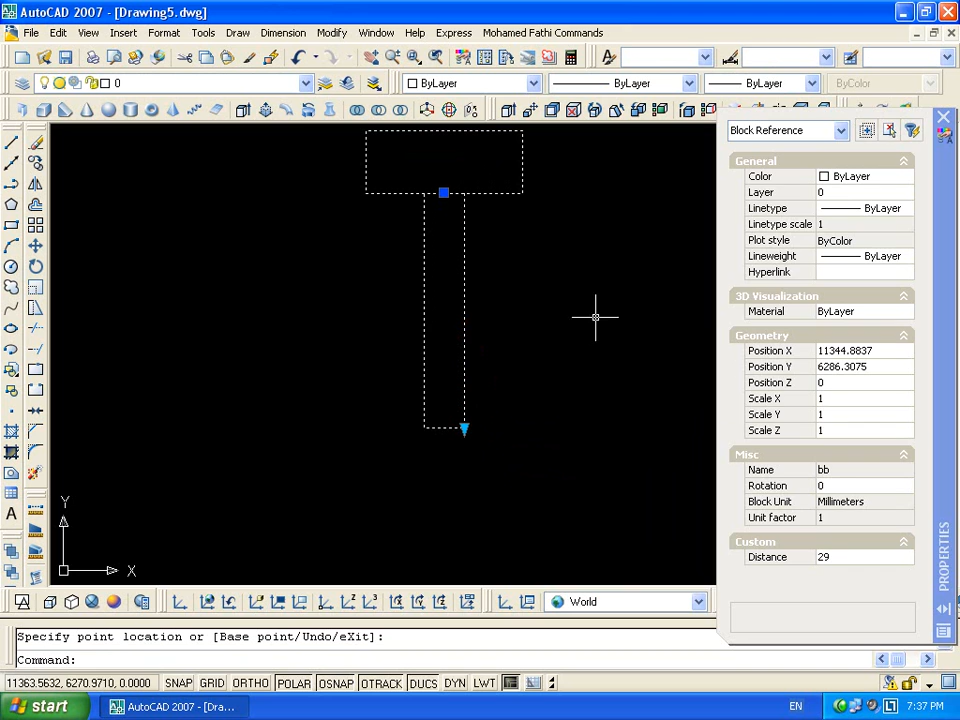 AutoCAD 2007 - [Drawing5.dwg]
File Edit View Insert Format Tools Draw Dimension Modify Window Help Express Mohamed Fathi Commands
0 ByLayer ByLayer ByLayer ByColor
Block Reference
General
Color ByLayer
Layer 0
Linetype ByLayer
Linetype scale 1
Plot style ByColor
Lineweight ByLayer
Hyperlink
3D Visualization
Material ByLayer
Geometry
Position X 11344.8837
Position Y 6286.3075
Position Z 0
Scale X 1
Scale Y 1
Scale Z 1
Misc
Name bb
Rotation 0
Block Unit Millimeters
Unit factor 1
Custom
Distance 29
PROPERTIES
A
Y
X
World
Specify point location or [Base point/Undo/eXit]:
Command:
11363.5632, 6270.9710, 0.0000 SNAP GRID ORTHO POLAR OSNAP OTRACK DUCS DYN LWT
start AutoCAD 2007 - [Dra... EN 7:37 PM